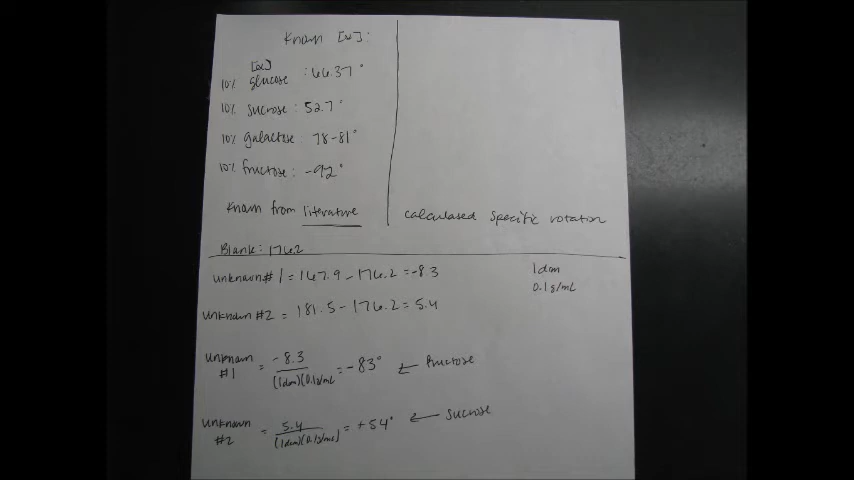 Known [α]:
[α]
10% glucose : 66.37°
10% sucrose : 52.7°
10% galactose : 78-81°
10% fructose : -92°
Known from literature
calculased specific rotation
Blank: 176.2
unknown# 1 = 167.9 - 176.2 = -8.3
1dm
0.1g/mL
unknown #2 = 181.5 - 176.2 = 5.4
unknown #1 = -8.3 / (1dm)(0.1g/mL = -83° ← fructose
unknown #2 = 5.4 / (1dm)(0.1g/mL) = +54° ← sucrose